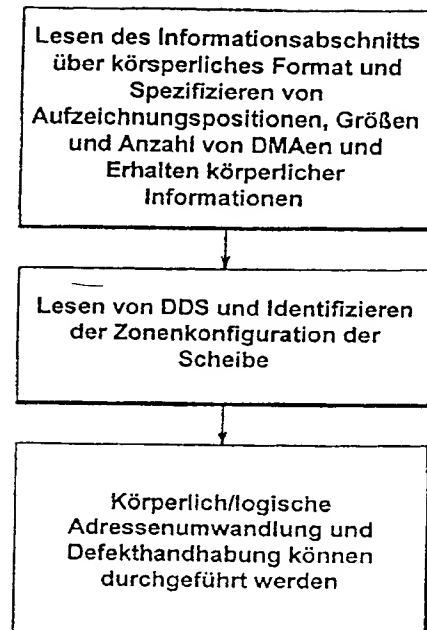 Lesen des Informationsabschnitts
über körsperliches Format und
Spezifizieren von
Aufzeichnungspositionen, Größen
und Anzahl von DMAen und
Erhalten körperlicher
Informationen
Lesen von DDS und Identifizieren
der Zonenkonfiguration der
Scheibe
Körperlich/logische
Adressenumwandlung und
Defekthandhabung können
durchgeführt werden